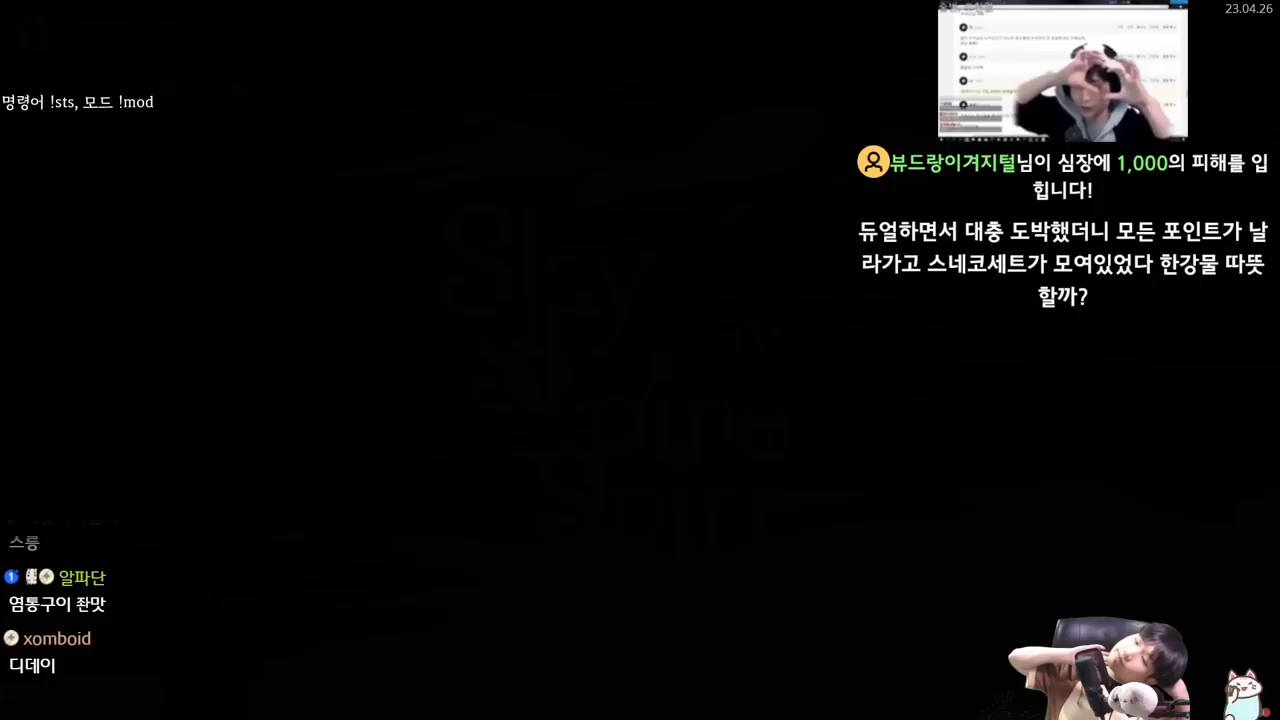 23.04.26
명령어 !sts, 모드 !mod
뷰드랑이겨지털님이 심장에 1,000의 피해를 입
힙니다!
듀얼하면서 대충 도박했더니 모든 포인트가 날
라가고 스네코세트가 모여있었다 한강물 따뜻
할까?
스릉
알파단
염통구이 좐맛
xomboid
디데이